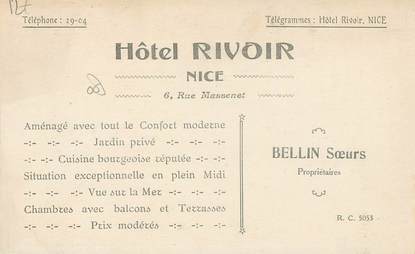 Téléphone : 29-04
Télégrammes : Hôtel Rivoir, NICE
Hôtel RIVOIR
NICE
6, Rue Massenet
Aménagé avec tout le Confort moderne
-:- -:- Jardin privé -:- -:-
-:- Cuisine bourgeoise réputée -:-
Situation exceptionnelle en plein Midi
-:- -:- Vue sur la Mer -:- -:-
Chambres avec balcons et Terrasses
-:- -:- Prix modérés -:- -:-
BELLIN Sœurs
Propriétaires
R. C. 5053